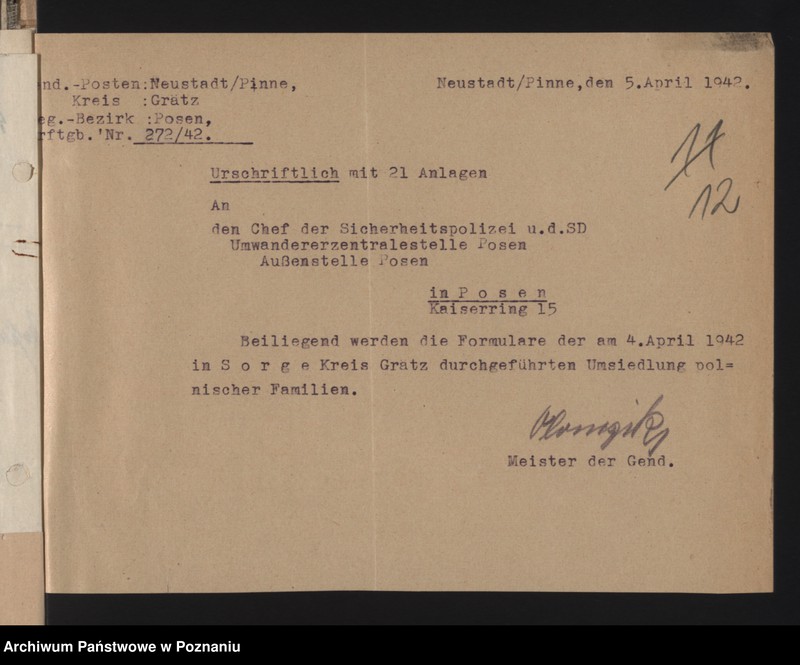 nd.-Posten:Neustadt/Pinne,
Kreis :Grätz
eg.-Bezirk :Posen,
rftgb.'Nr. 272/42.
Neustadt/Pinne,den 5.April 1942.
11
12
Urschriftlich mit 21 Anlagen
An
den Chef der Sicherheitspolizei u.d.SD
Umwandererzentralestelle Posen
Außenstelle Posen
in P o s e n
Kaiserring 15
Beiliegend werden die Formulare der am 4.April 1942
in S o r g e Kreis Gratz durchgeführten Umsiedlung pol=
nischer Familien.
Meister der Gend.
Archiwum Państwowe w Poznaniu